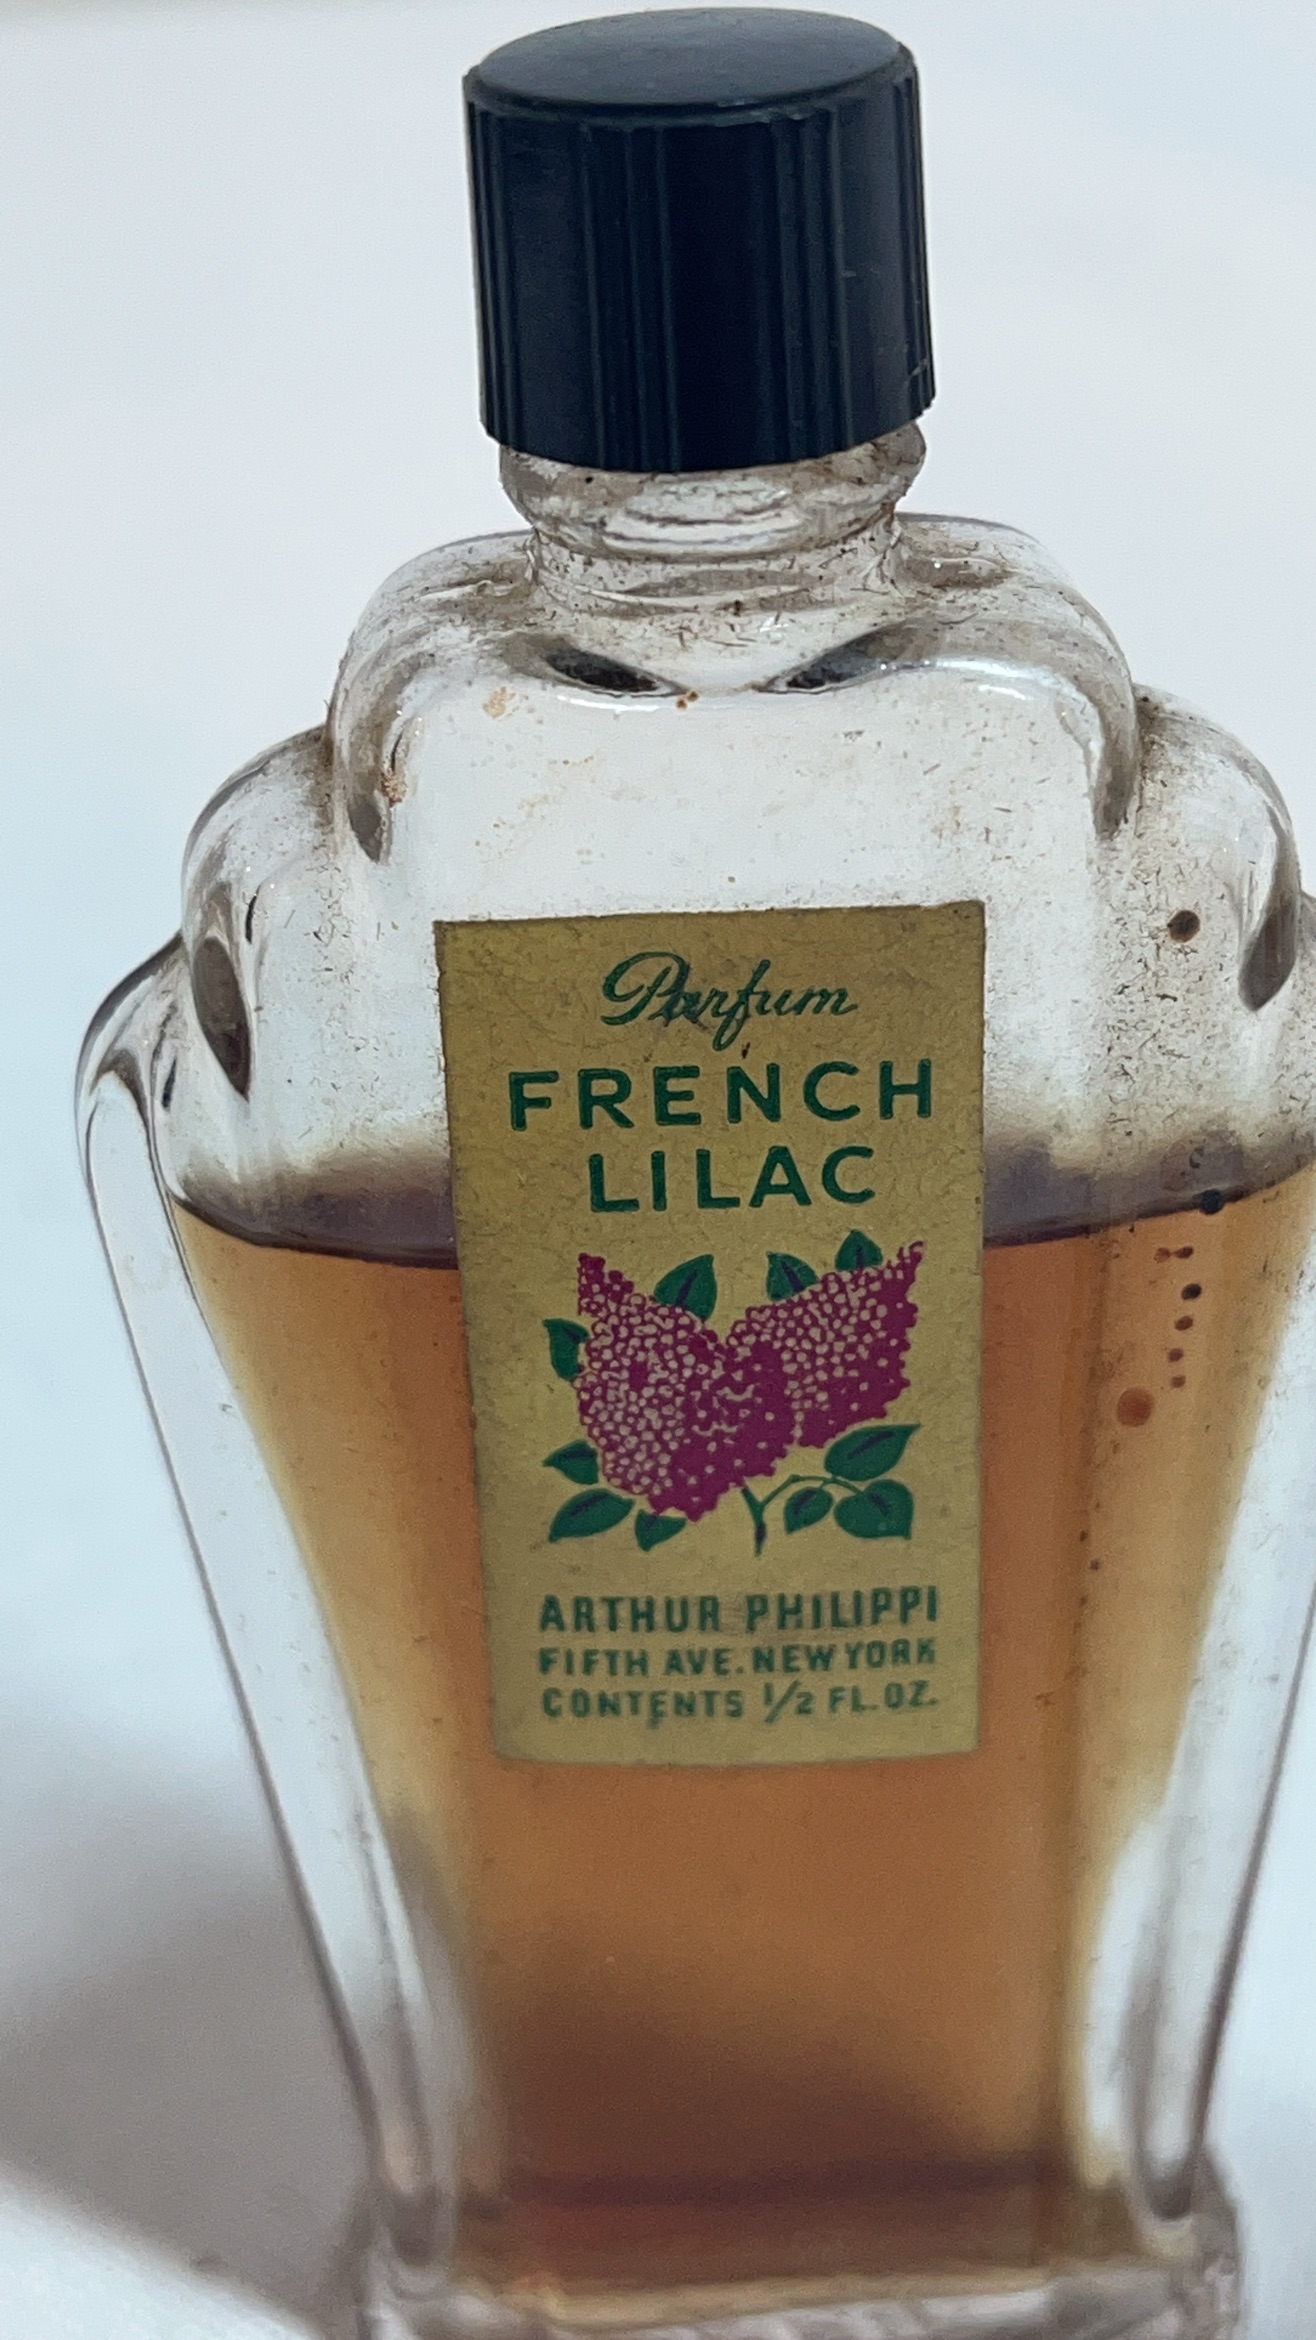 Parfum
FRENCH
LILAC
ARTHUR PHILIPPI
FIFTH AVE. NEW YORK
CONTENTS 1/2 FL. OZ.